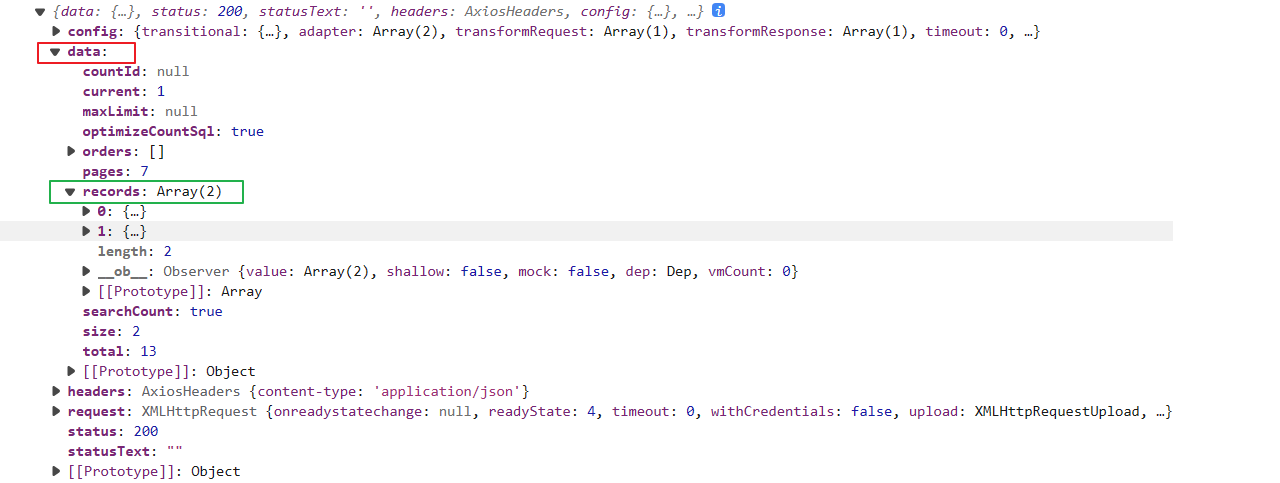 {data: {…}, status: 200, statusText: '', headers: AxiosHeaders, config: {…}, …} i
config: {transitional: {…}, adapter: Array(2), transformRequest: Array(1), transformResponse: Array(1), timeout: 0, …}
data:
countId: null
current: 1
maxLimit: null
optimizeCountSql: true
orders: []
pages: 7
records: Array(2)
0: {…}
1: {…}
length: 2
__ob__: Observer {value: Array(2), shallow: false, mock: false, dep: Dep, vmCount: 0}
[[Prototype]]: Array
searchCount: true
size: 2
total: 13
[[Prototype]]: Object
headers: AxiosHeaders {content-type: 'application/json'}
request: XMLHttpRequest {onreadystatechange: null, readyState: 4, timeout: 0, withCredentials: false, upload: XMLHttpRequestUpload, …}
status: 200
statusText: ""
[[Prototype]]: Object